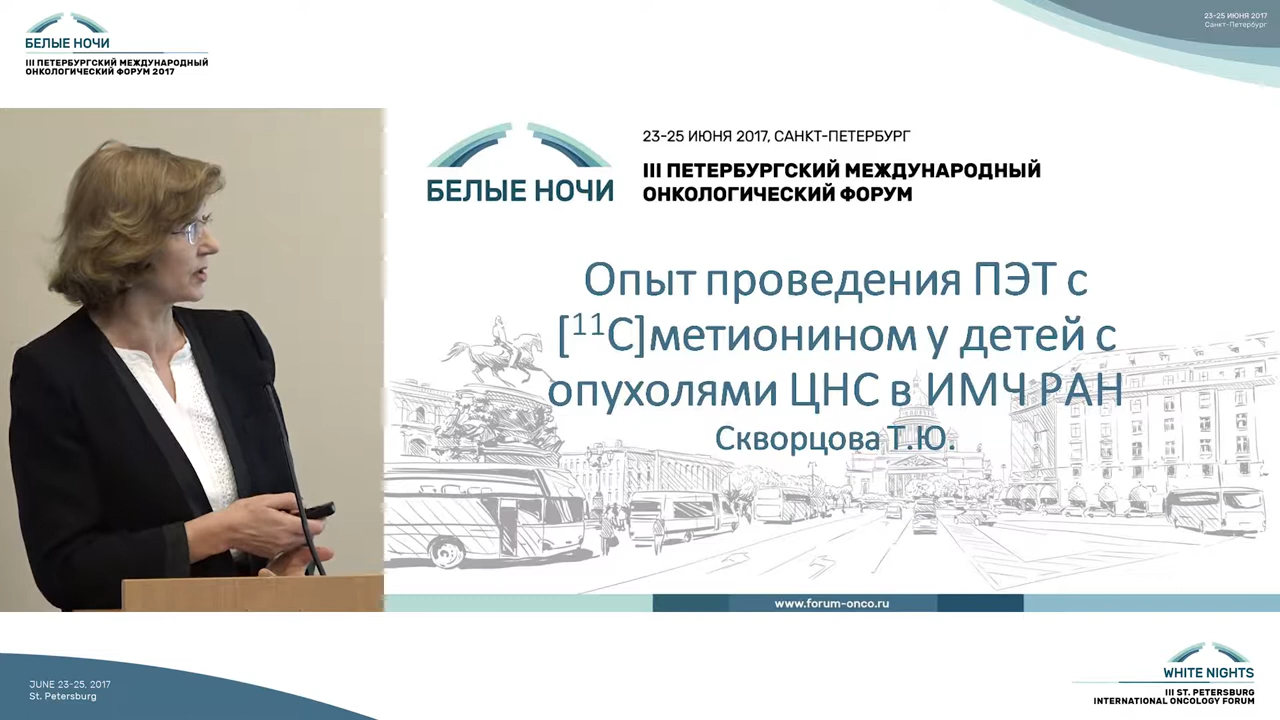 БЕЛЫЕ НОЧИ
III ПЕТЕРБУРГСКИЙ МЕЖДУНАРОДНЫЙ
ОНКОЛОГИЧЕСКИЙ ФОРУМ 2017
23-25 ИЮНЯ 2017
Санкт-Петербург
БЕЛЫЕ НОЧИ
23-25 ИЮНЯ 2017, САНКТ-ПЕТЕРБУРГ
III ПЕТЕРБУРГСКИЙ МЕЖДУНАРОДНЫЙ
ОНКОЛОГИЧЕСКИЙ ФОРУМ
Опыт проведения ПЭТ с
[¹¹С]метионином у детей с
опухолями ЦНС в ИМЧ РАН
Скворцова Т.Ю.
www.forum-onco.ru
JUNE 23-25, 2017
St. Petersburg
WHITE NIGHTS
III ST. PETERSBURG
INTERNATIONAL ONCOLOGY FORUM